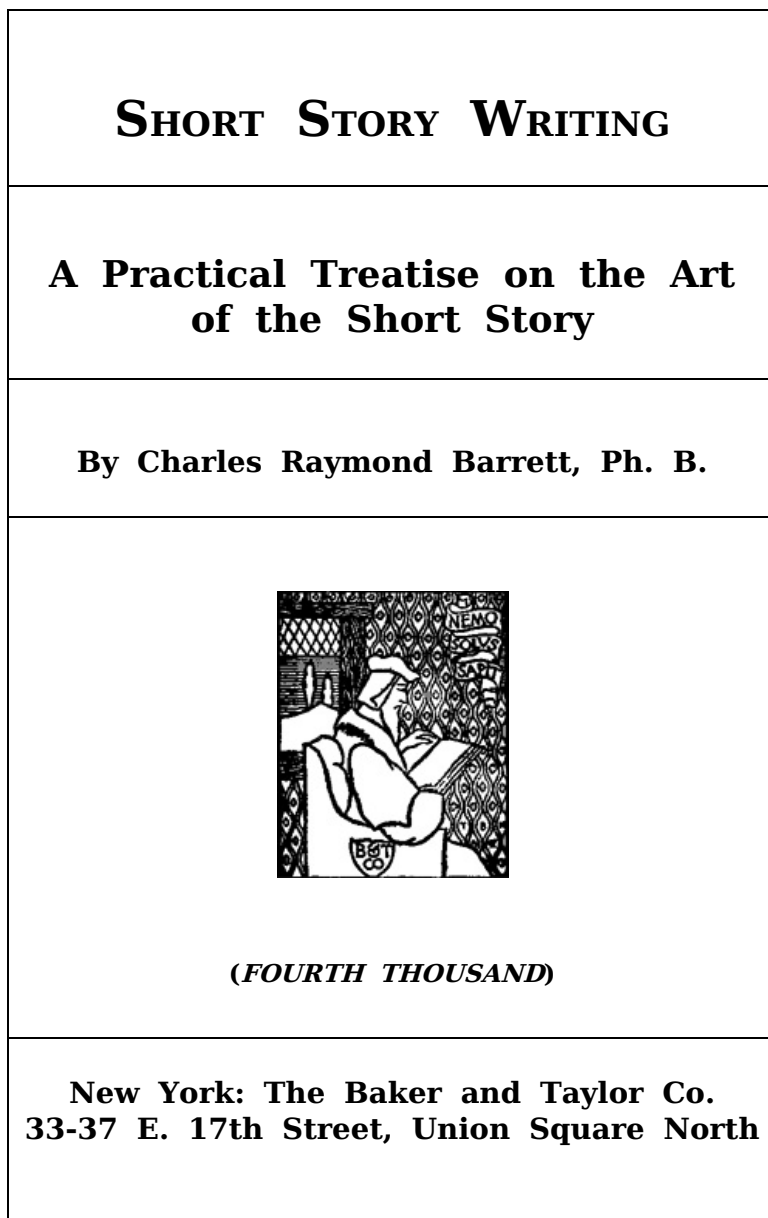 Short Story Writing
A Practical Treatise on the Art
of the Short Story
By Charles Raymond Barrett, Ph. B.
NEMO
SOLUS
SAPIT
B & T
CO
(FOURTH THOUSAND)
New York: The Baker and Taylor Co.
33-37 E. 17th Street, Union Square North